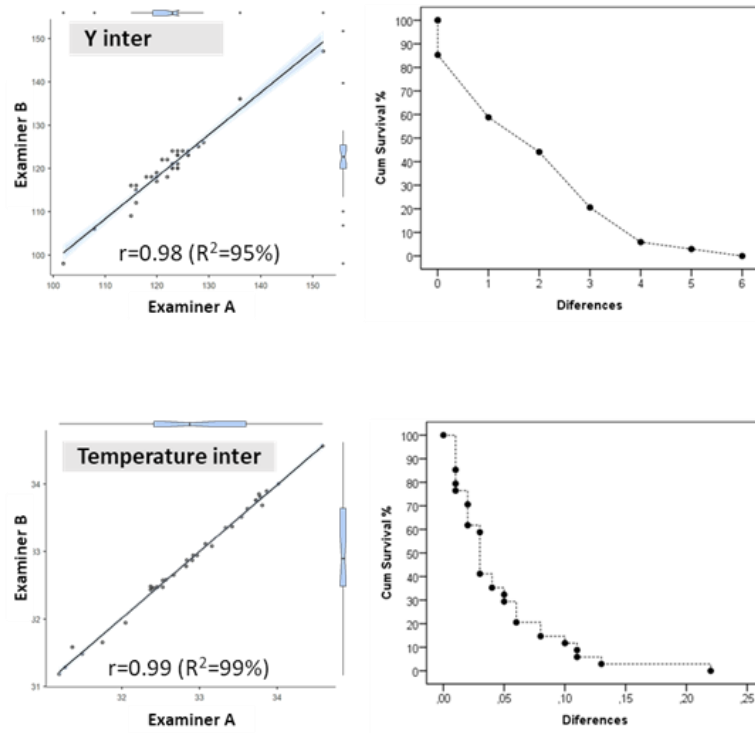 Y inter
Examiner B
150
140
130
120
110
100
r=0.98 (R²=95%)
100 110 120 130 140 150
Examiner A
Cum Survival %
100
90
80
70
60
50
40
30
20
10
0
0 1 2 3 4 5 6
Diferences
Temperature inter
Examiner B
34
33
32
31
r=0.99 (R²=99%)
32 33 34
Examiner A
Cum Survival %
100
90
80
70
60
50
40
30
20
10
0
,00 ,05 ,10 ,15 ,20 ,25
Diferences